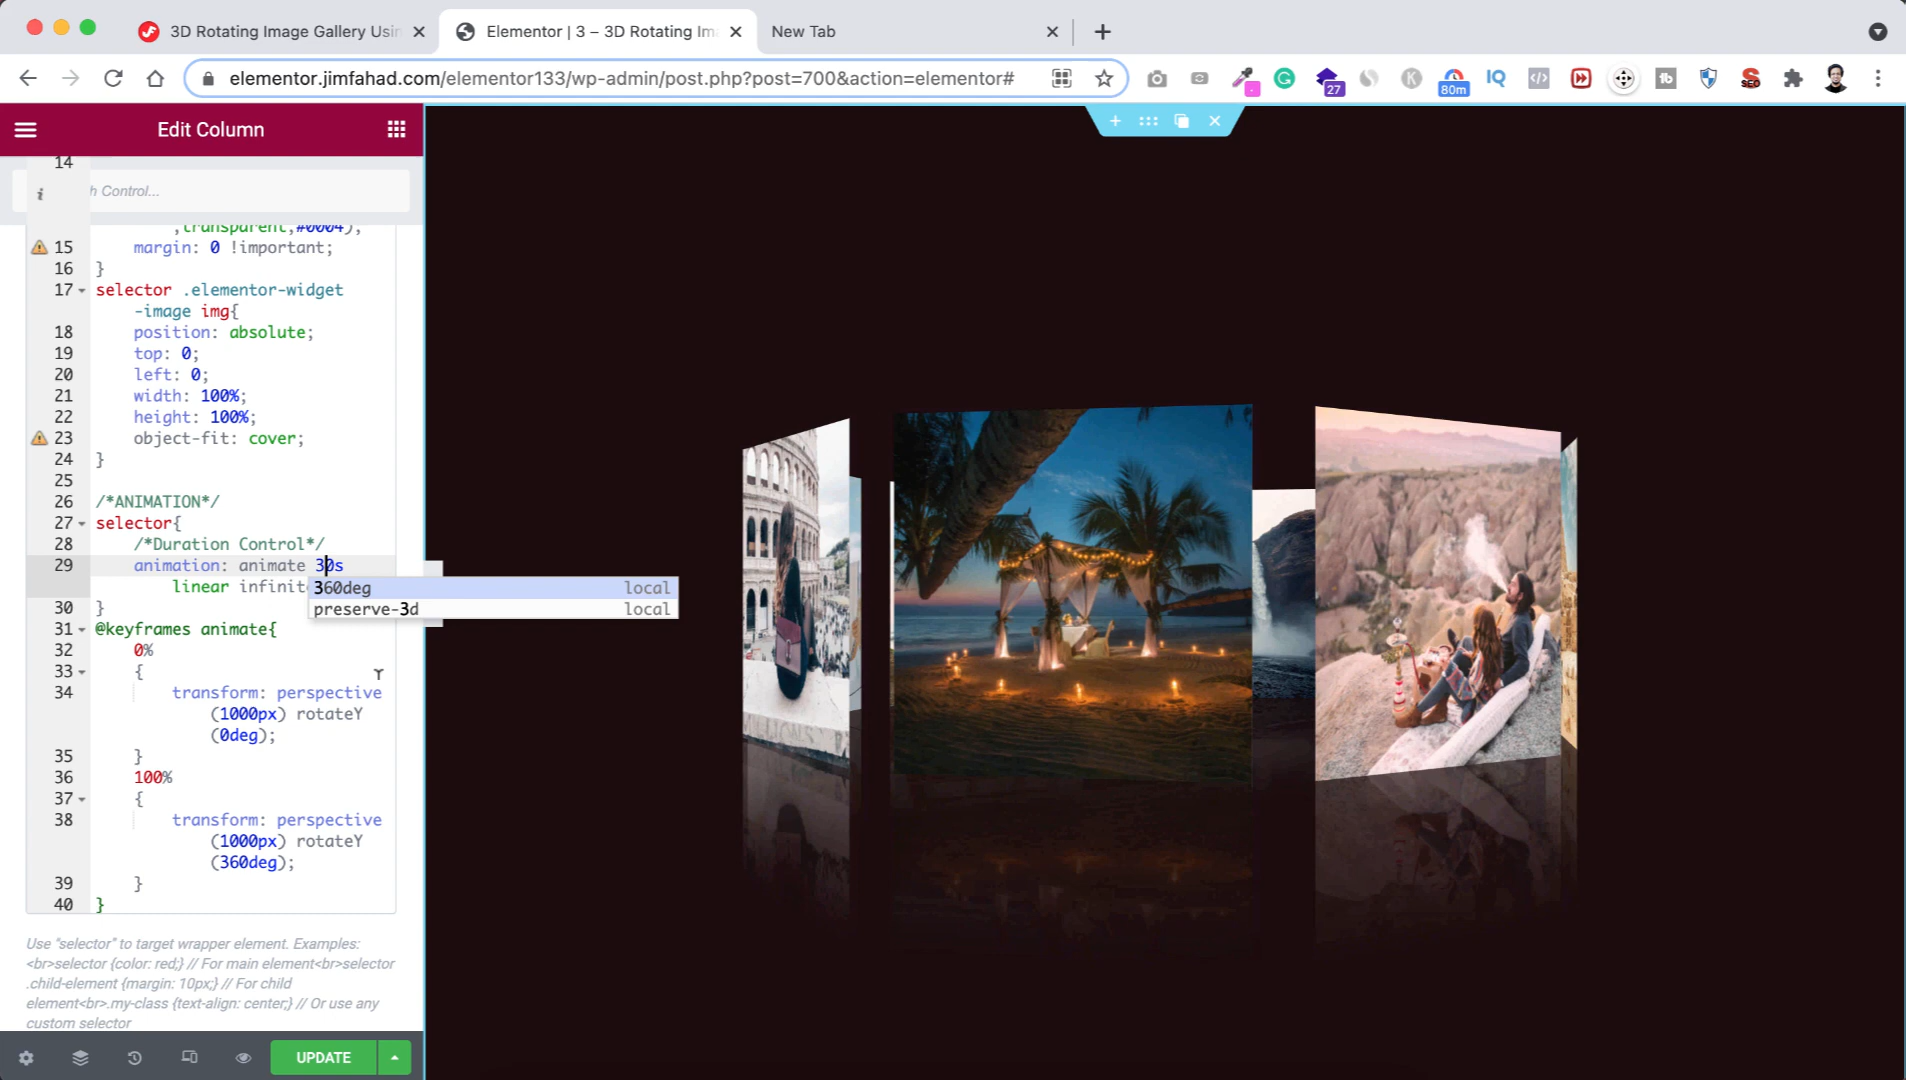 3D Rotating Image Gallery Usin
Elementor | 3 – 3D Rotating Im
New Tab
elementor.jimfahad.com/elementor133/wp-admin/post.php?post=700&action=elementor#
27
K
80m
IQ
tb
SEO
Edit Column
14
i
h Control...
,transparent,#0004);
15 margin: 0 !important;
16 }
17 selector .elementor-widget
-image img{
18 position: absolute;
19 top: 0;
20 left: 0;
21 width: 100%;
22 height: 100%;
23 object-fit: cover;
24 }
25
26 /*ANIMATION*/
27 selector{
28 /*Duration Control*/
29 animation: animate 30s
linear infinit
360deg local
preserve-3d local
30 }
31 @keyframes animate{
32 0%
33 {
34 transform: perspective
(1000px) rotateY
(0deg);
35 }
36 100%
37 {
38 transform: perspective
(1000px) rotateY
(360deg);
39 }
40 }
Use "selector" to target wrapper element. Examples:
<br>selector {color: red;} // For main element<br>selector
.child-element {margin: 10px;} // For child
element<br>.my-class {text-align: center;} // Or use any
custom selector
UPDATE